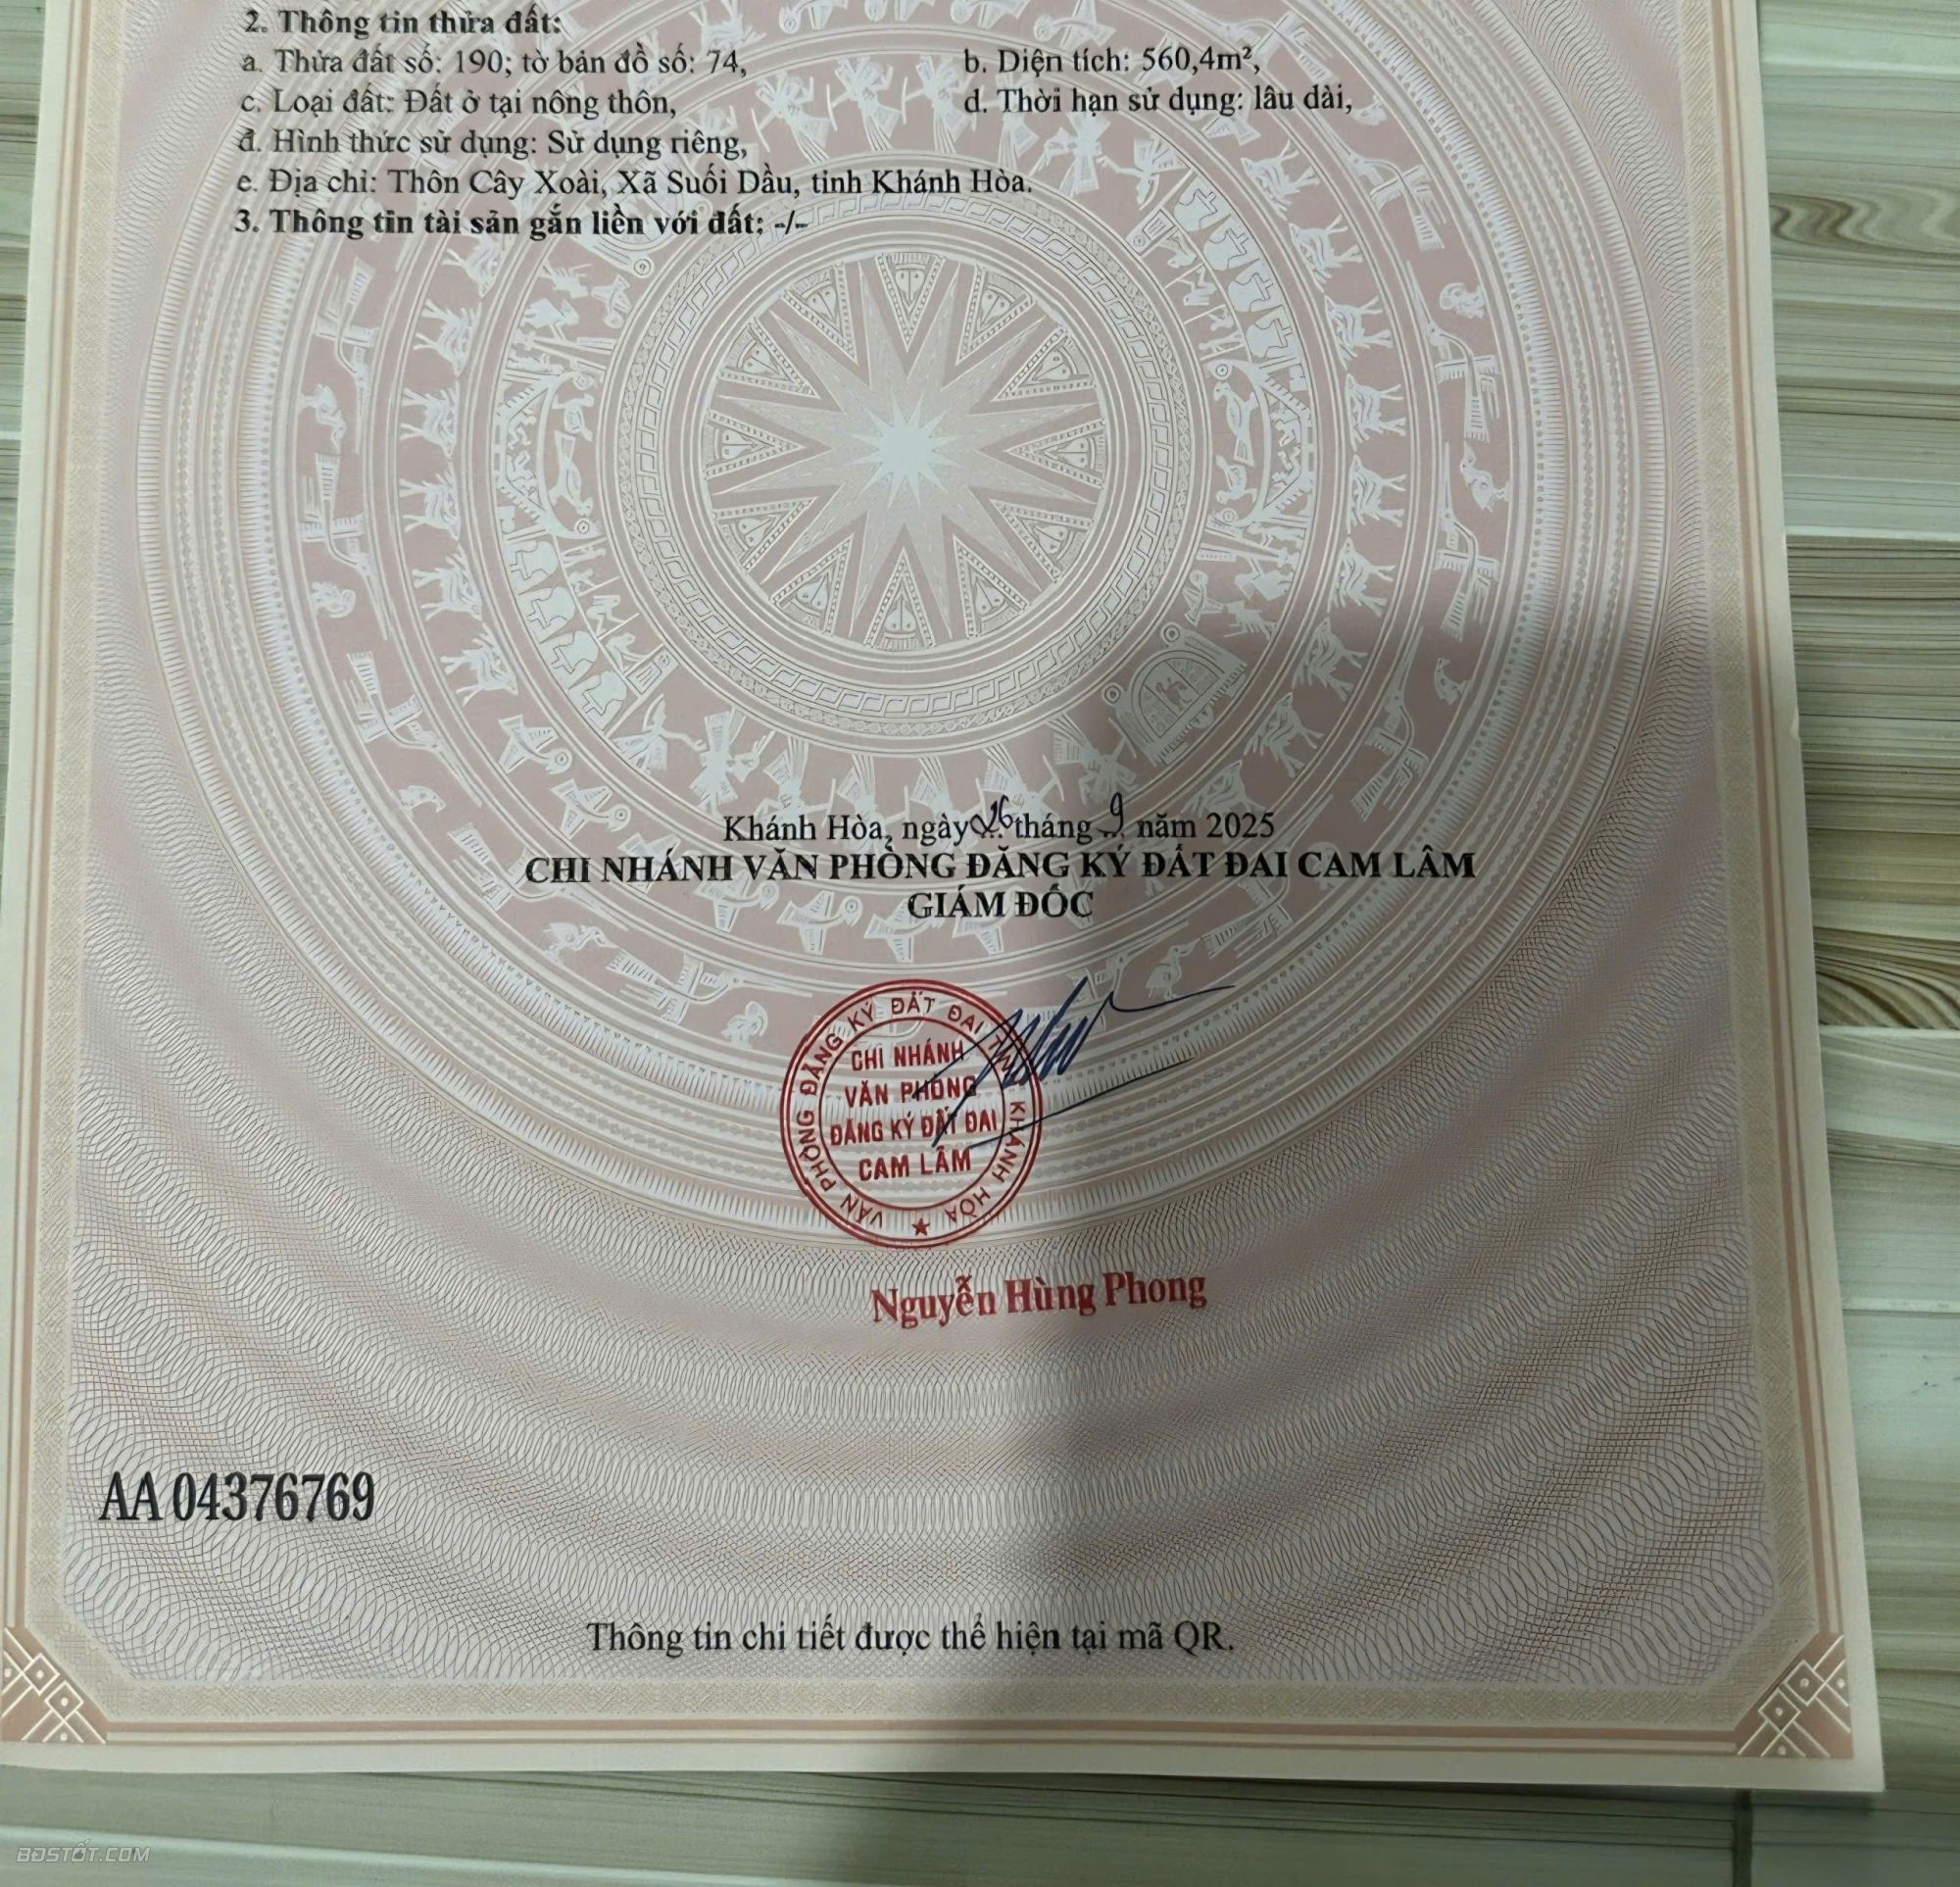 2. Thông tin thửa đất:
a. Thửa đất số: 190; tờ bản đồ số: 74,
b. Diện tích: 560,4m²,
c. Loại đất: Đất ở tại nông thôn,
d. Thời hạn sử dụng: lâu dài,
đ. Hình thức sử dụng: Sử dụng riêng,
e. Địa chỉ: Thôn Cây Xoài, Xã Suối Dầu, tỉnh Khánh Hòa.
3. Thông tin tài sản gắn liền với đất: -/-
Khánh Hòa, ngày 26 tháng 9 năm 2025
CHI NHÁNH VĂN PHÒNG ĐĂNG KÝ ĐẤT ĐAI CAM LÂM
GIÁM ĐỐC
VĂN PHÒNG ĐĂNG KÝ ĐẤT ĐAI TỈNH KHÁNH HÒA
CHI NHÁNH
VĂN PHÒNG
ĐĂNG KÝ ĐẤT ĐAI
CAM LÂM
Nguyễn Hùng Phong
AA 04376769
Thông tin chi tiết được thể hiện tại mã QR.
BĐSTỐT.COM